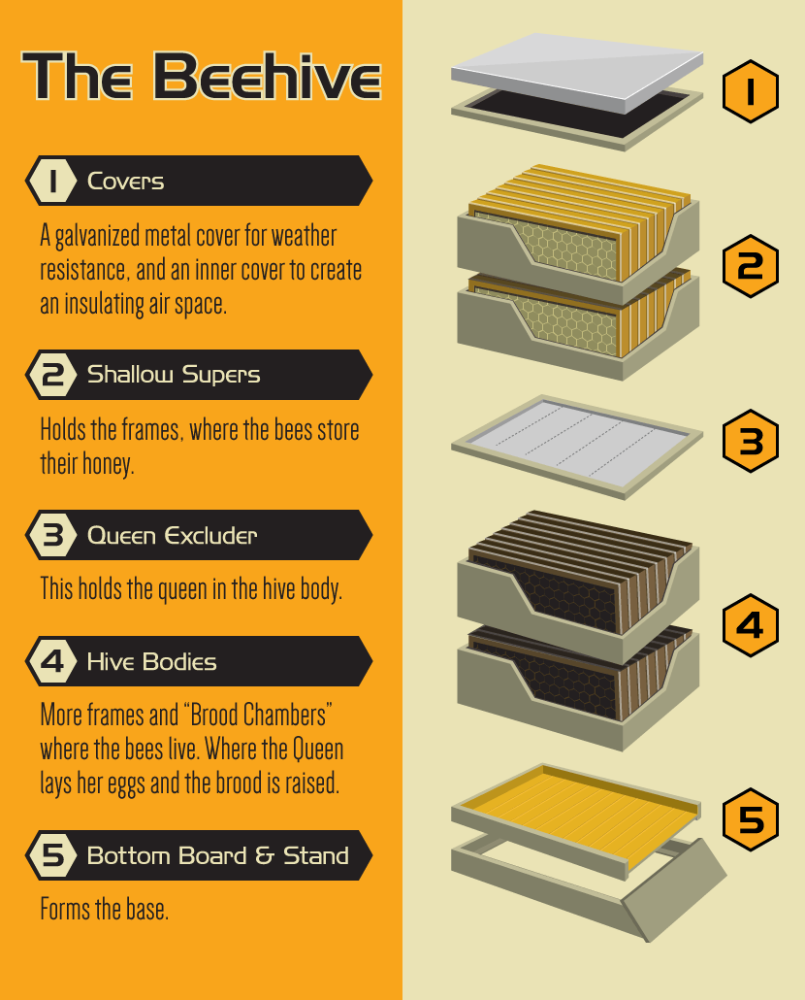 The Beehive
1 Covers
A galvanized metal cover for weather
resistance, and an inner cover to create
an insulating air space.
2 Shallow Supers
Holds the frames, where the bees store
their honey.
3 Queen Excluder
This holds the queen in the hive body.
4 Hive Bodies
More frames and “Brood Chambers”
where the bees live. Where the Queen
lays her eggs and the brood is raised.
5 Bottom Board & Stand
Forms the base.
1
2
3
4
5